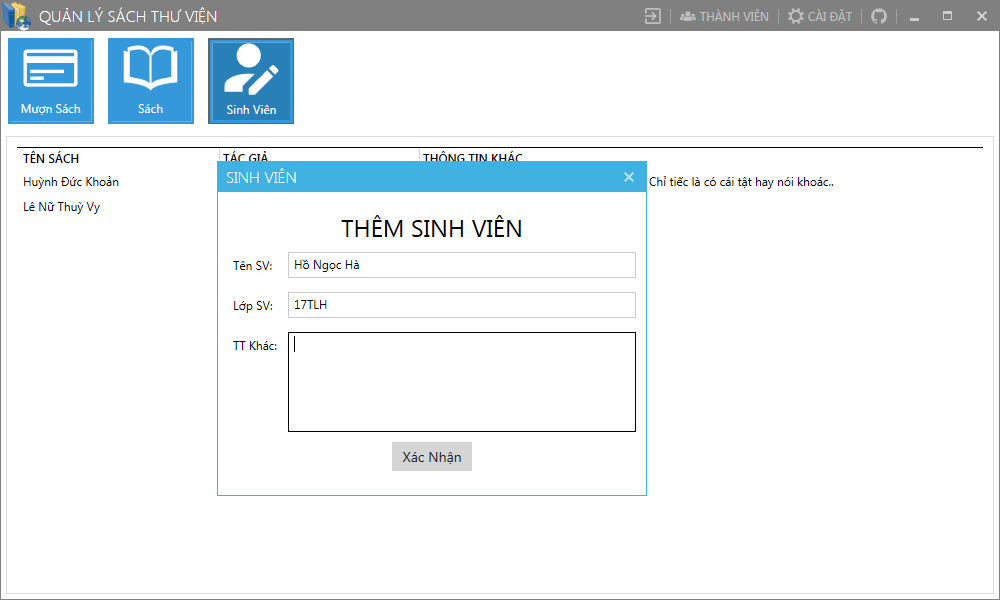 QUẢN LÝ SÁCH THƯ VIỆN
THÀNH VIÊN
CÀI ĐẶT
Mượn Sách
Sách
Sinh Viên
TÊN SÁCH
TÁC GIẢ
THÔNG TIN KHÁC
Huỳnh Đức Khoản
Chỉ tiếc là có cái tật hay nói khoác..
Lê Nữ Thuỳ Vy
SINH VIÊN
THÊM SINH VIÊN
Tên SV:
Hồ Ngọc Hà
Lớp SV:
17TLH
TT Khác:
Xác Nhận